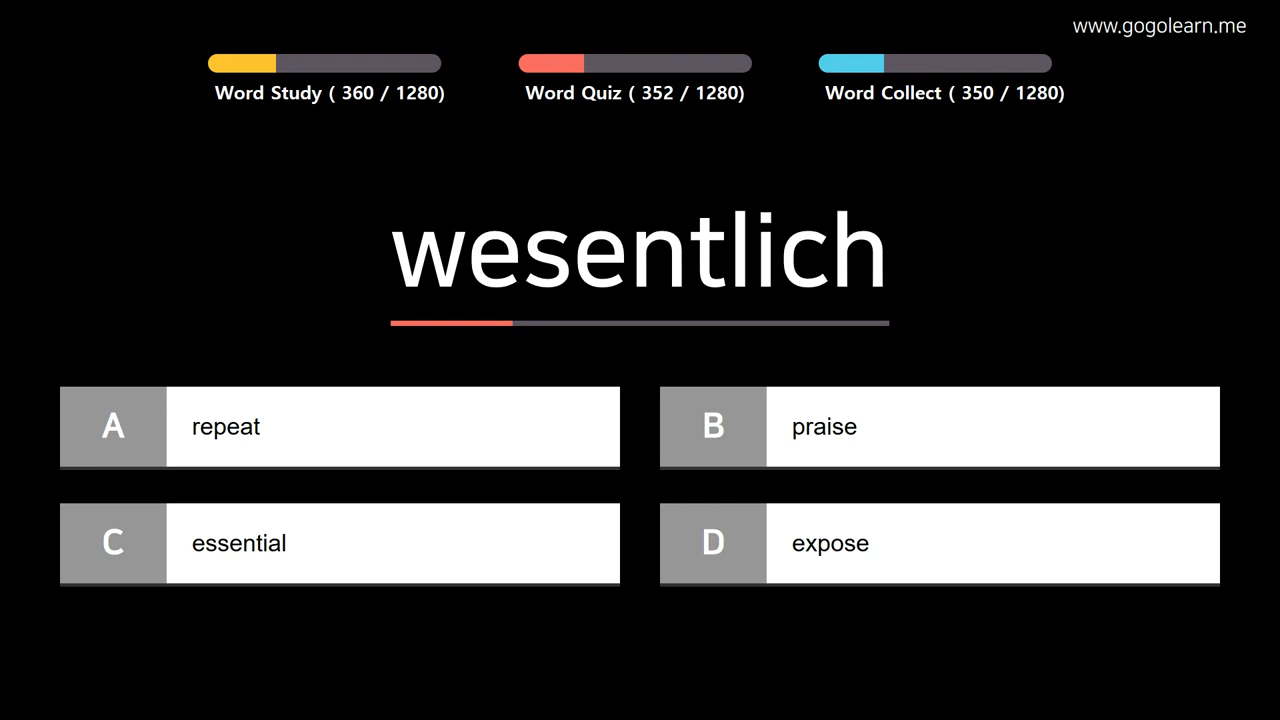 www.gogolearn.me
Word Study ( 360 / 1280)
Word Quiz ( 352 / 1280)
Word Collect ( 350 / 1280)
wesentlich
A repeat
B praise
C essential
D expose